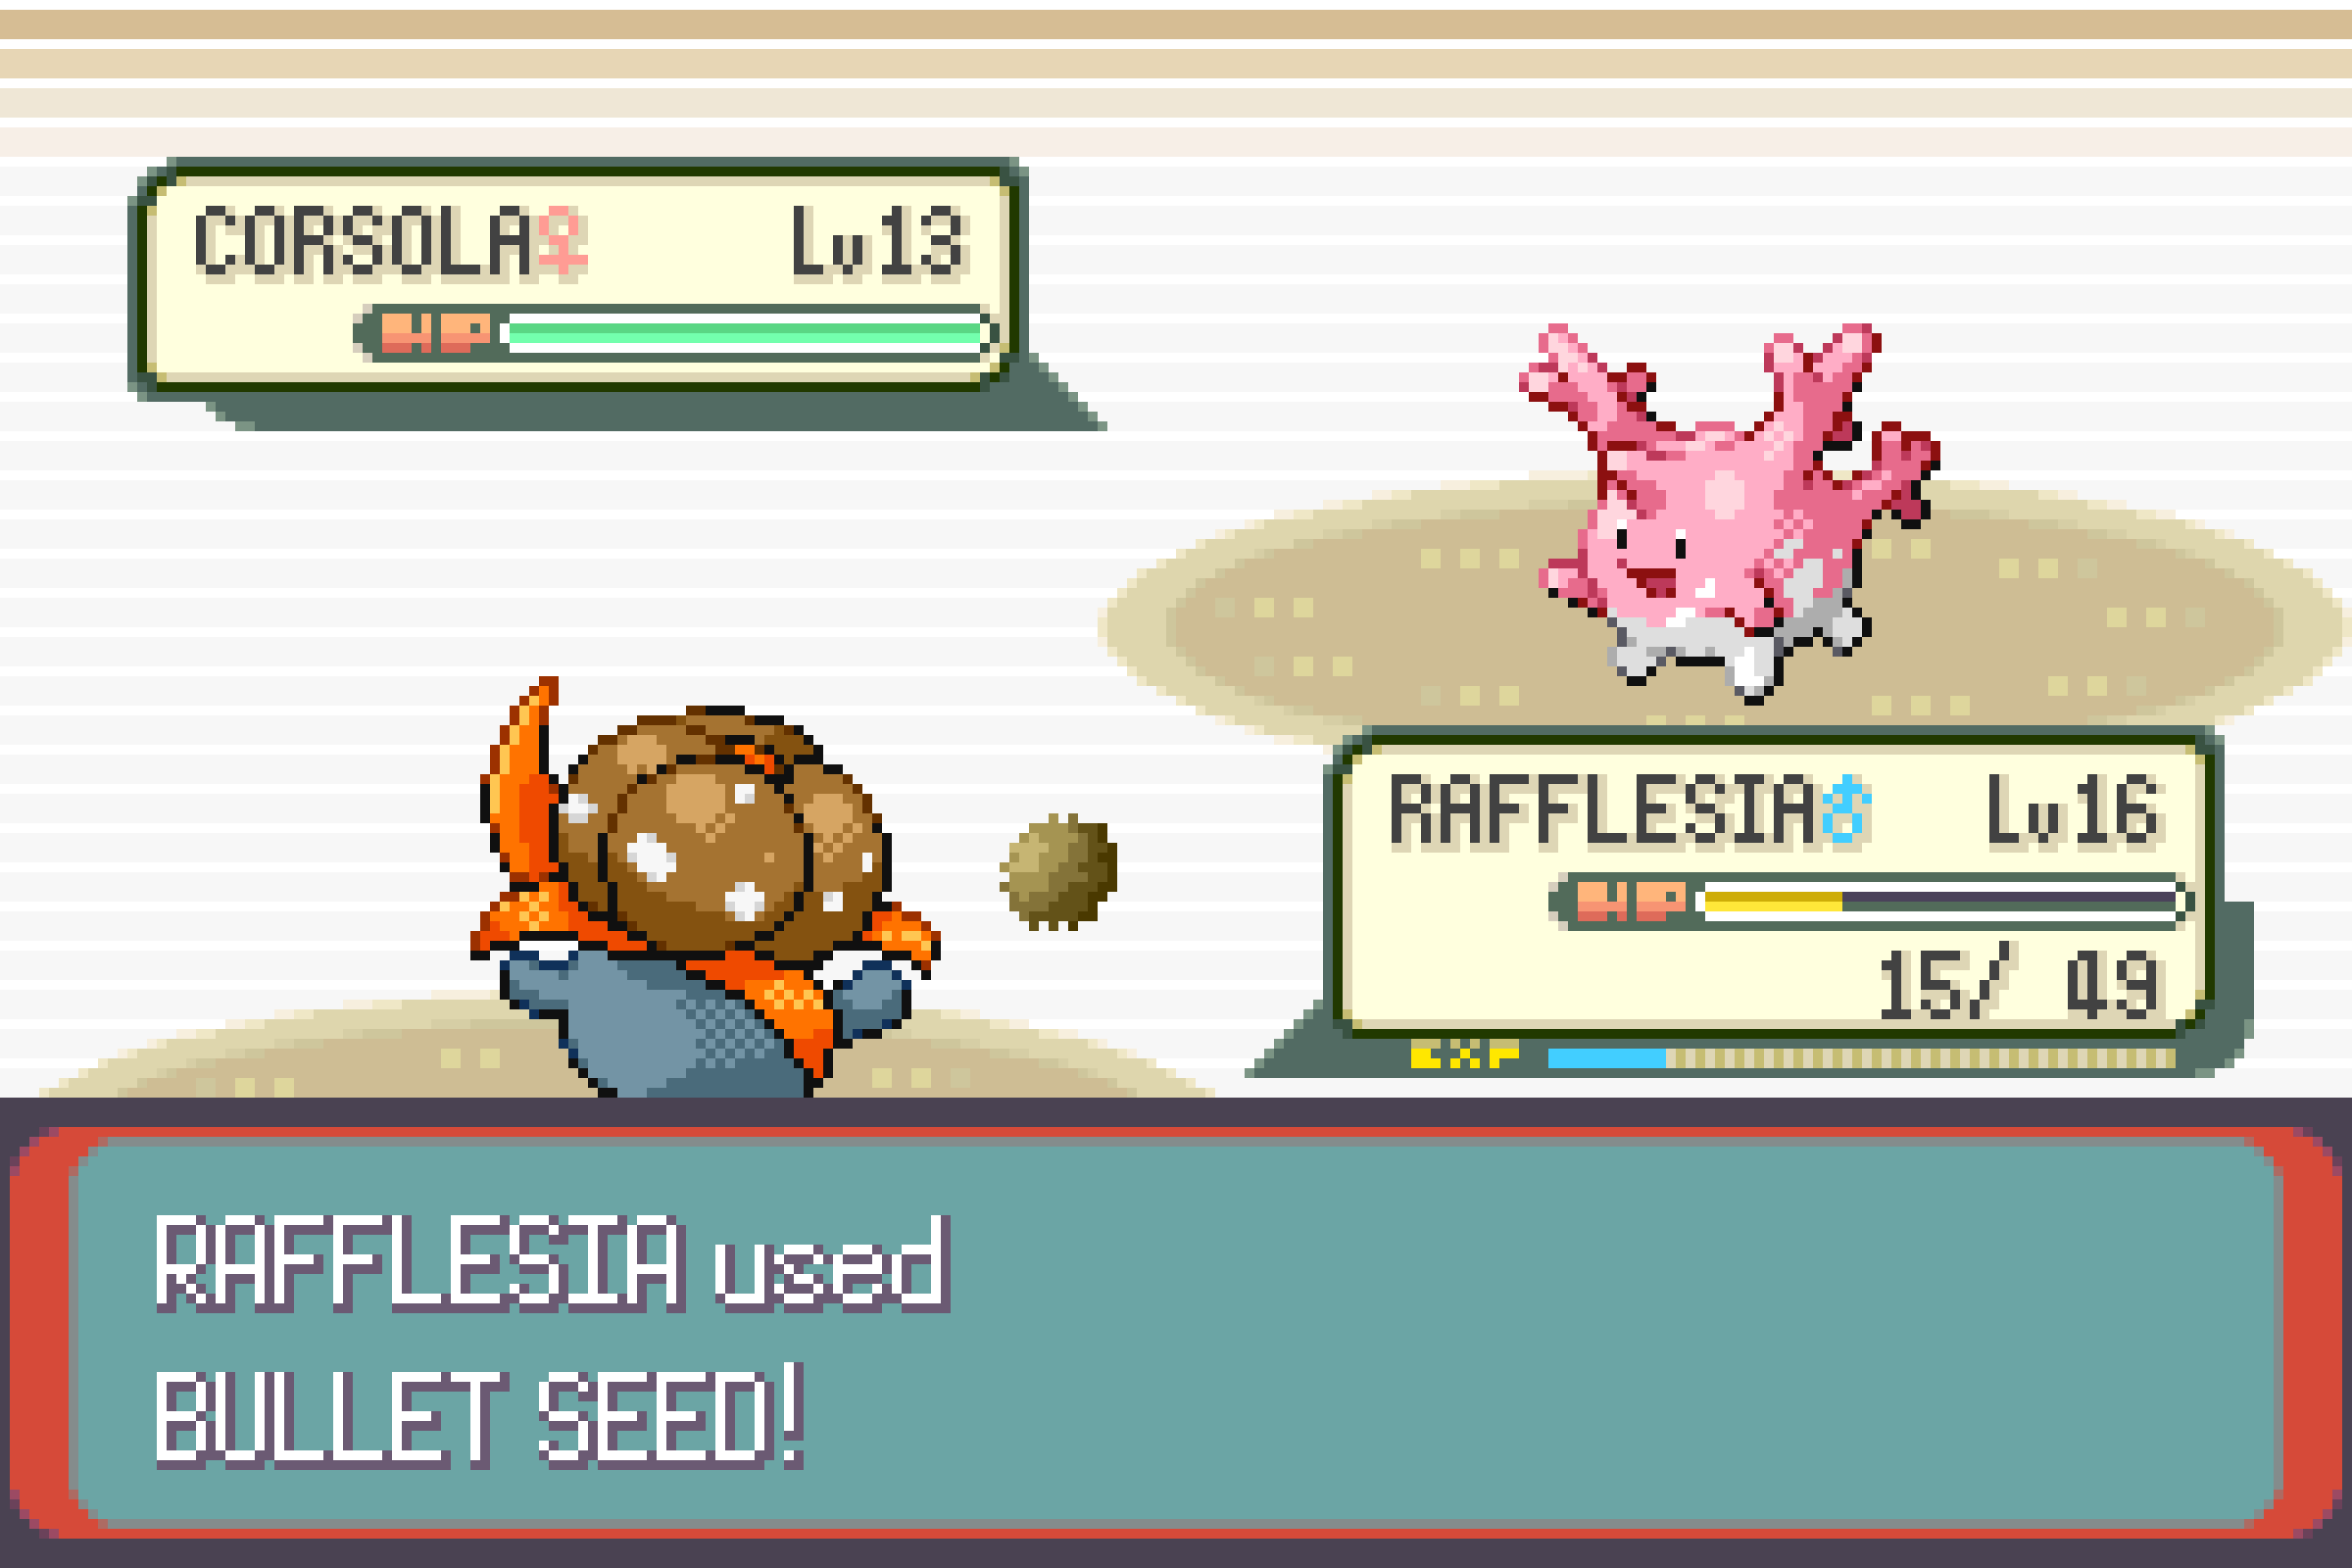 CORSOLA♀ Lv13
HP
RAFFLESIA♂ Lv16
HP
15/ 49
EXP
RAFFLESIA used
BULLET SEED!